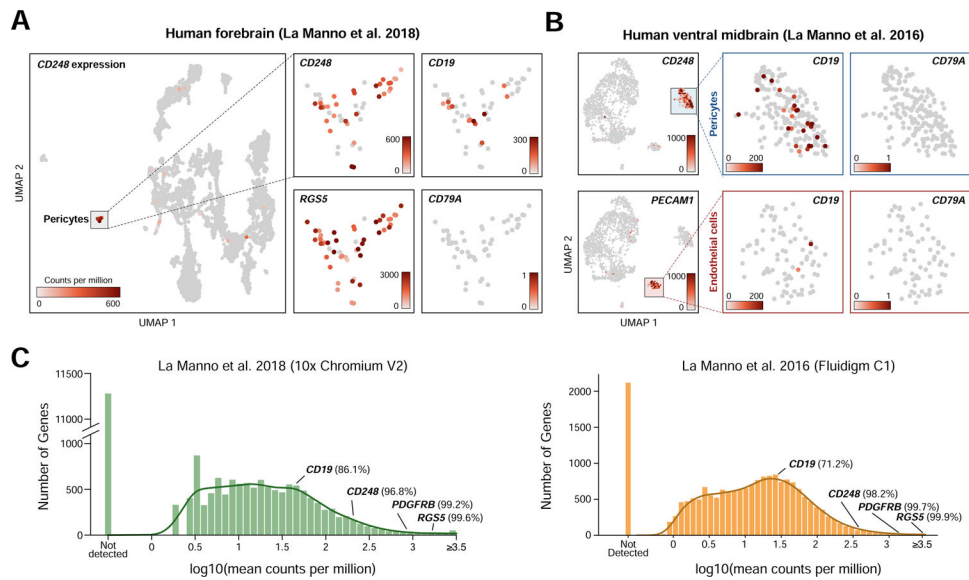 A
Human forebrain (La Manno et al. 2018)
CD248 expression
Pericytes
Counts per million
0
600
UMAP 1
UMAP 2
CD248
600
0
CD19
300
0
RGS5
3000
0
CD79A
1
0
B
Human ventral midbrain (La Manno et al. 2016)
CD248
1000
0
Pericytes
CD19
0 200
CD79A
0 1
PECAM1
1000
0
UMAP 1
UMAP 2
Endothelial cells
CD19
0 200
CD79A
0 1
C
La Manno et al. 2018 (10x Chromium V2)
Number of Genes
11500
11000
1000
500
0
CD19 (86.1%)
CD248 (96.8%)
PDGFRB (99.2%)
RGS5 (99.6%)
Not
detected
0 0.5 1 1.5 2 2.5 3 ≥3.5
log10(mean counts per million)
La Manno et al. 2016 (Fluidigm C1)
Number of Genes
2000
1500
1000
500
0
CD19 (71.2%)
CD248 (98.2%)
PDGFRB (99.7%)
RGS5 (99.9%)
Not
Detected
0 0.5 1 1.5 2 2.5 3 ≥3.5
log10(mean counts per million)